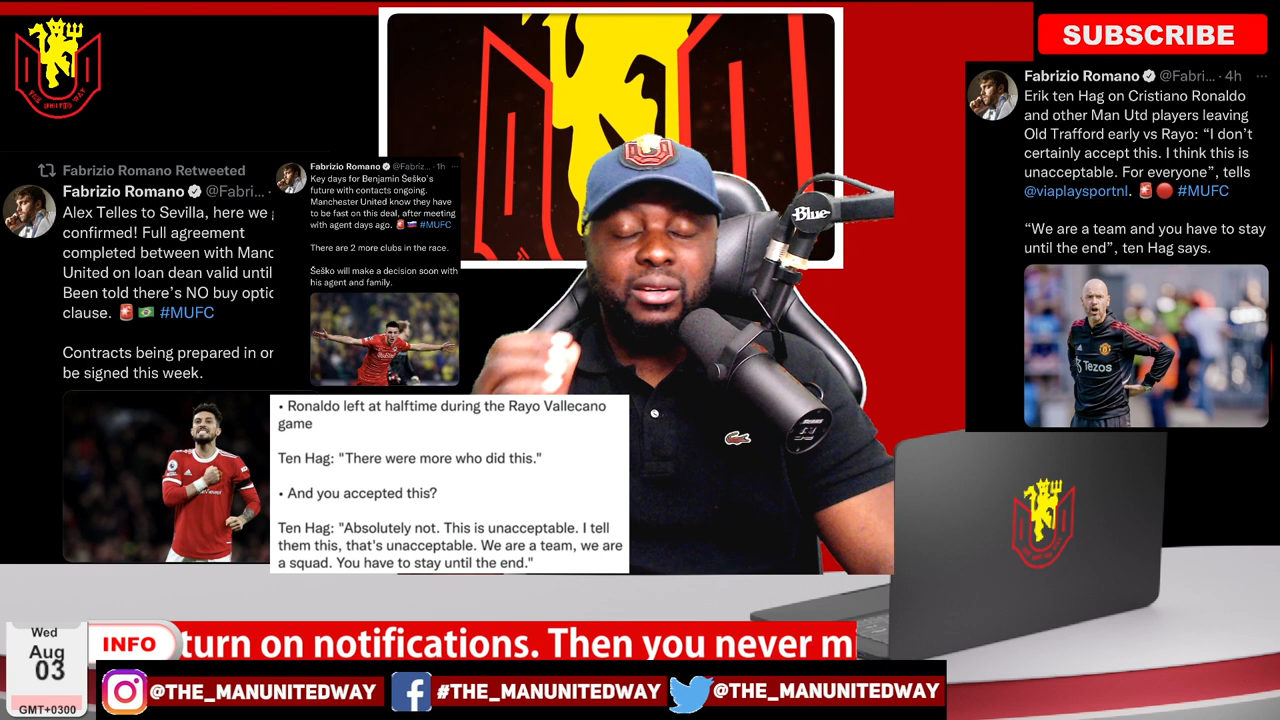 THE UNITED WAY
SUBSCRIBE
Fabrizio Romano Retweeted
Fabrizio Romano @Fabri... ·
Alex Telles to Sevilla, here we
confirmed! Full agreement
completed between with Manc
United on loan dean valid until
Been told there's NO buy optic
clause. 🚨🇧🇷 #MUFC
Contracts being prepared in or
be signed this week.
Fabrizio Romano @Fabriz... · 1h ...
Key days for Benjamin Šeško's
future with contacts ongoing.
Manchester United know they have
to be fast on this deal, after meeting
with agent days ago. 🚨🇸🇮 #MUFC
There are 2 more clubs in the race.
Šeško will make a decision soon with
his agent and family.
• Ronaldo left at halftime during the Rayo Vallecano
game
Ten Hag: "There were more who did this."
• And you accepted this?
Ten Hag: "Absolutely not. This is unacceptable. I tell
them this, that's unacceptable. We are a team, we are
a squad. You have to stay until the end."
Blue
Fabrizio Romano @Fabri... · 4h ...
Erik ten Hag on Cristiano Ronaldo
and other Man Utd players leaving
Old Trafford early vs Rayo: “I don't
certainly accept this. I think this is
unacceptable. For everyone”, tells
@viaplaysportnl. 🚨🔴 #MUFC
“We are a team and you have to stay
until the end”, ten Hag says.
Tezos
Wed
Aug
03
GMT+0300
INFO
turn on notifications. Then you never mi
@THE_MANUNITEDWAY
#THE_MANUNITEDWAY
@THE_MANUNITEDWAY